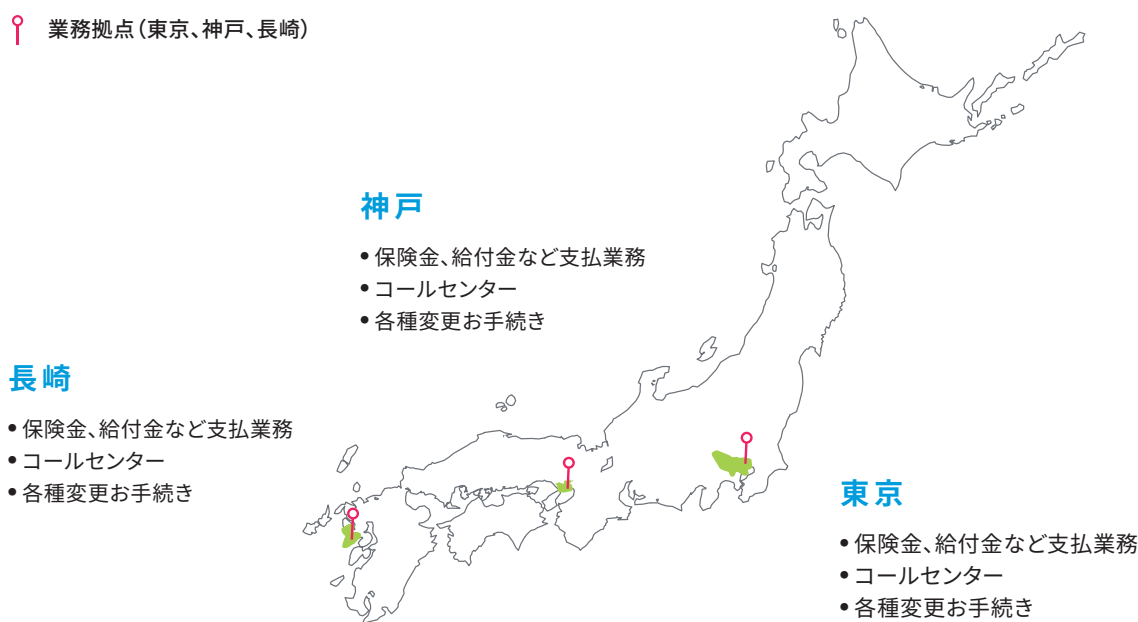 業務拠点(東京、神戸、長崎)
神戸
• 保険金、給付金など支払業務
• コールセンター
• 各種変更お手続き
長崎
• 保険金、給付金など支払業務
• コールセンター
• 各種変更お手続き
東京
• 保険金、給付金など支払業務
• コールセンター
• 各種変更お手続き